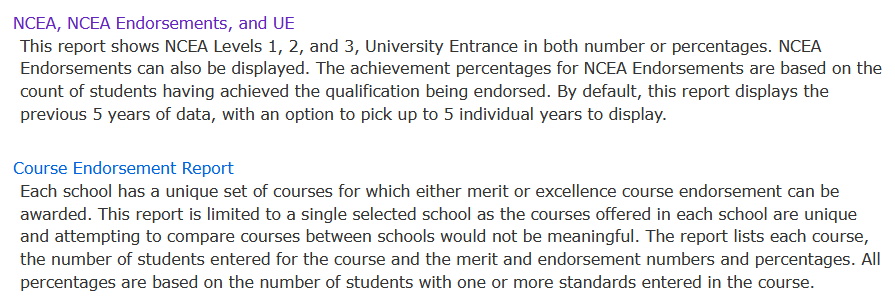 NCEA, NCEA Endorsements, and UE
This report shows NCEA Levels 1, 2, and 3, University Entrance in both number or percentages. NCEA
Endorsements can also be displayed. The achievement percentages for NCEA Endorsements are based on the
count of students having achieved the qualification being endorsed. By default, this report displays the
previous 5 years of data, with an option to pick up to 5 individual years to display.
Course Endorsement Report
Each school has a unique set of courses for which either merit or excellence course endorsement can be
awarded. This report is limited to a single selected school as the courses offered in each school are unique
and attempting to compare courses between schools would not be meaningful. The report lists each course,
the number of students entered for the course and the merit and endorsement numbers and percentages. All
percentages are based on the number of students with one or more standards entered in the course.